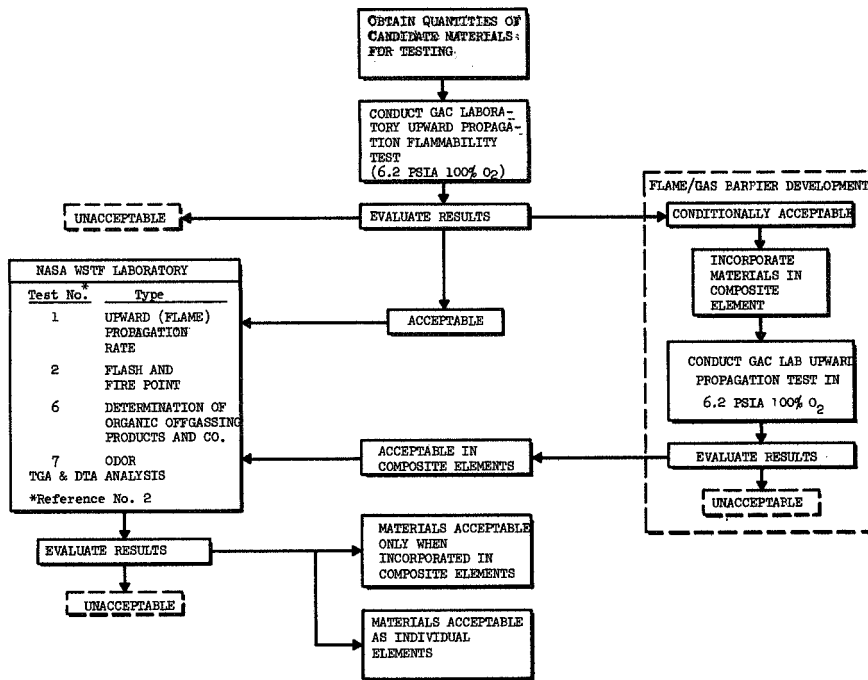 OBTAIN QUANTITIES OF
CANDIDATE MATERIALS
FOR TESTING
CONDUCT GAC LABORA-
TORY UPWARD PROPAGA-
TION FLAMMABILITY
TEST
(6.2 PSIA 100% O2)
EVALUATE RESULTS
UNACCEPTABLE
ACCEPTABLE
FLAME/GAS BARPIER DEVELOPMENT
CONDITIONALLY ACCEPTABLE
INCORPORATE
MATERIALS IN
COMPOSITE
ELEMENT
CONDUCT GAC LAB UPWARD
PROPAGATION TEST IN
6.2 PSIA 100% O2
EVALUATE RESULTS
UNACCEPTABLE
ACCEPTABLE IN
COMPOSITE ELEMENTS
NASA WSTF LABORATORY
Test No.* Type
1 UPWARD (FLAME)
PROPAGATION
RATE
2 FLASH AND
FIRE POINT
6 DETERMINATION OF
ORGANIC OFFGASSING
PRODUCTS AND CO.
7 ODOR
TGA & DTA ANALYSIS
*Reference No. 2
EVALUATE RESULTS
UNACCEPTABLE
MATERIALS ACCEPTABLE
ONLY WHEN
INCORPORATED IN
COMPOSITE ELEMENTS
MATERIALS ACCEPTABLE
AS INDIVIDUAL
ELEMENTS